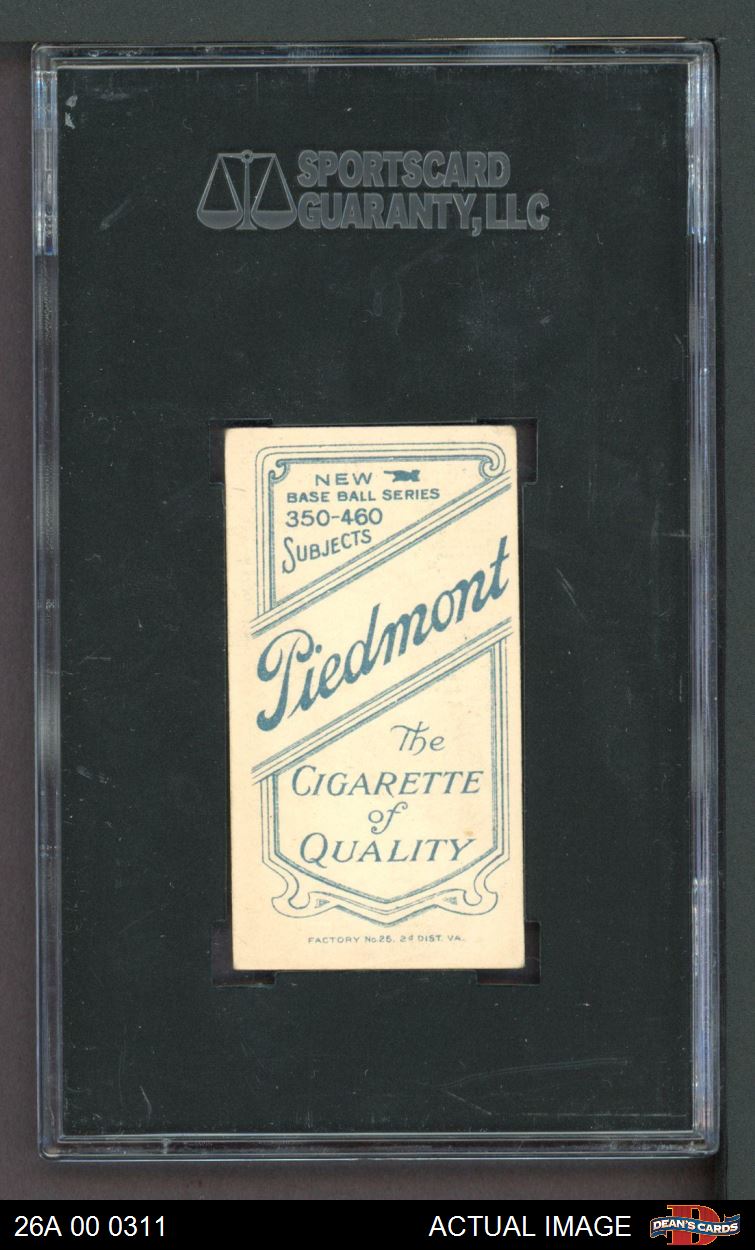 SPORTSCARD
GUARANTY, LLC
NEW
BASE BALL SERIES
350-460
SUBJECTS
Piedmont
The
CIGARETTE
of
QUALITY
FACTORY No. 25, 2d DIST. VA.
26A 00 0311
ACTUAL IMAGE
DEAN'S CARDS